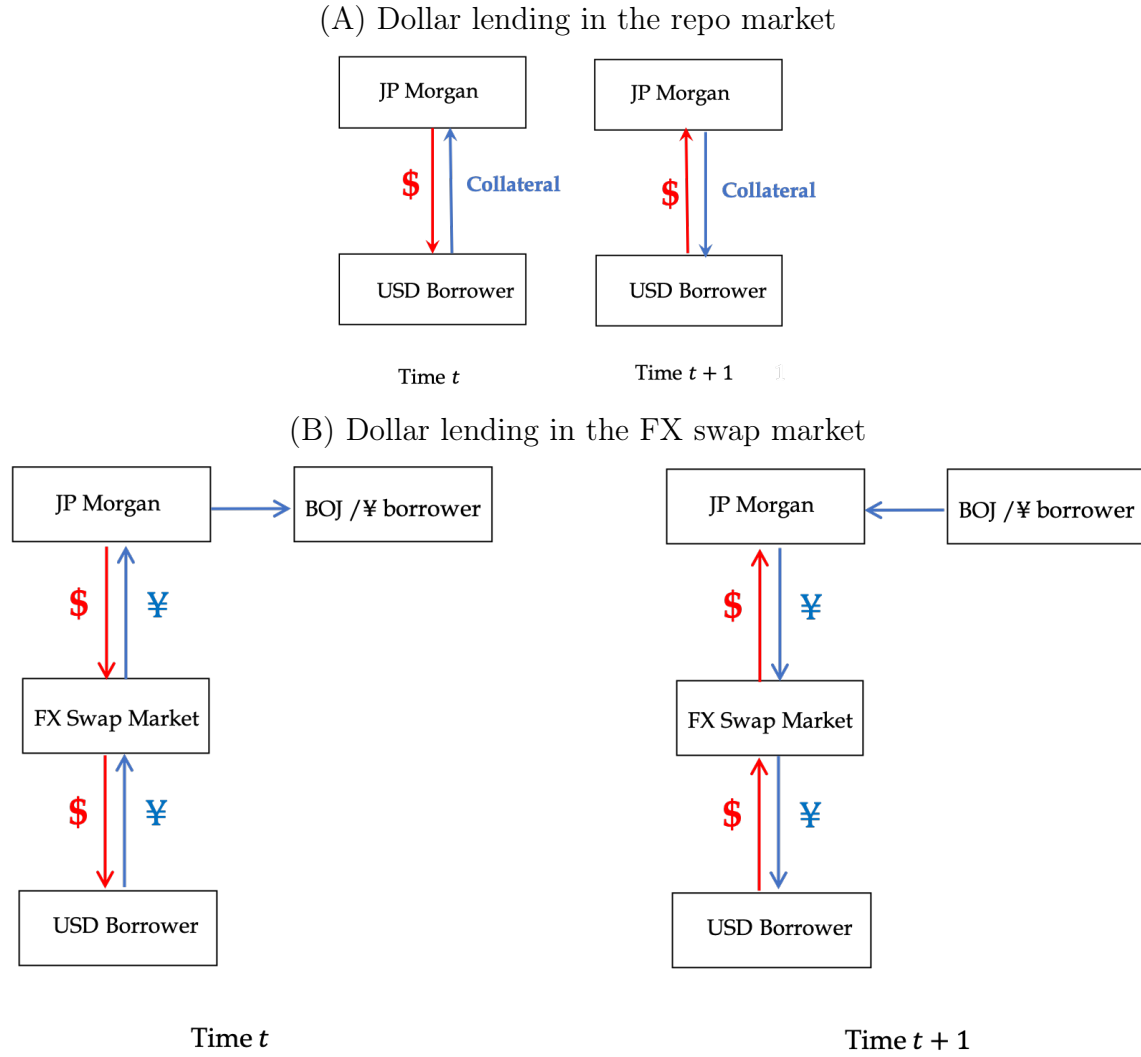 (A) Dollar lending in the repo market
JP Morgan
JP Morgan
$
Collateral
$
Collateral
USD Borrower
USD Borrower
Time t
Time t + 1
(B) Dollar lending in the FX swap market
JP Morgan
BOJ /¥ borrower
JP Morgan
BOJ /¥ borrower
$
¥
$
¥
FX Swap Market
FX Swap Market
$
¥
$
¥
USD Borrower
USD Borrower
Time t
Time t + 1